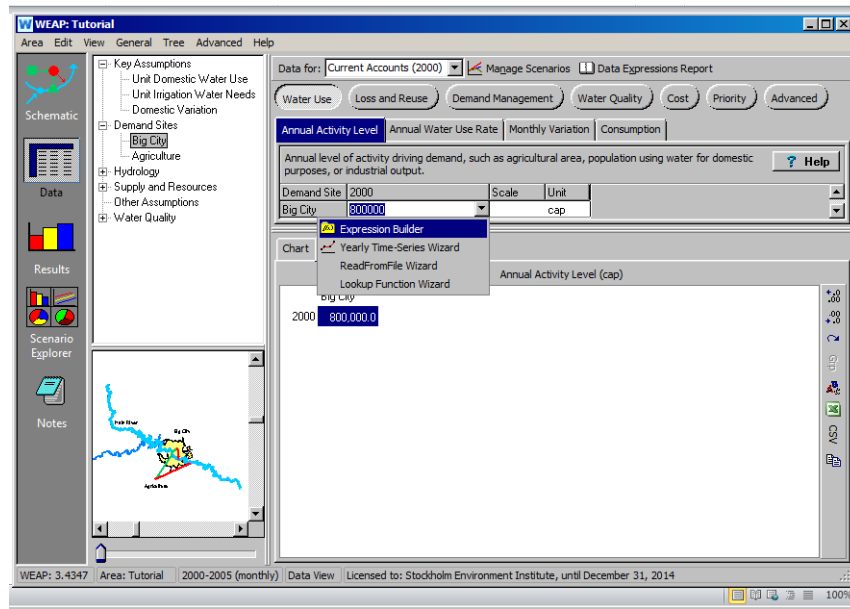 WEAP: Tutorial
Area Edit View General Tree Advanced Help
Schematic
Data
Results
Scenario
Explorer
Notes
Key Assumptions
Unit Domestic Water Use
Unit Irrigation Water Needs
Domestic Variation
Demand Sites
Big City
Agriculture
Hydrology
Supply and Resources
Other Assumptions
Water Quality
Main River
Big City
Agriculture
Data for: Current Accounts (2000) Manage Scenarios Data Expressions Report
Water Use Loss and Reuse Demand Management Water Quality Cost Priority Advanced
Annual Activity Level Annual Water Use Rate Monthly Variation Consumption
Annual level of activity driving demand, such as agricultural area, population using water for domestic
purposes, or industrial output.
? Help
Demand Site 2000 Scale Unit
Big City 800000 cap
Expression Builder
Yearly Time-Series Wizard
ReadFromFile Wizard
Lookup Function Wizard
Chart
Annual Activity Level (cap)
Big City
2000 800,000.0
CSV
WEAP: 3.4347 Area: Tutorial 2000-2005 (monthly) Data View Licensed to: Stockholm Environment Institute, until December 31, 2014
100%